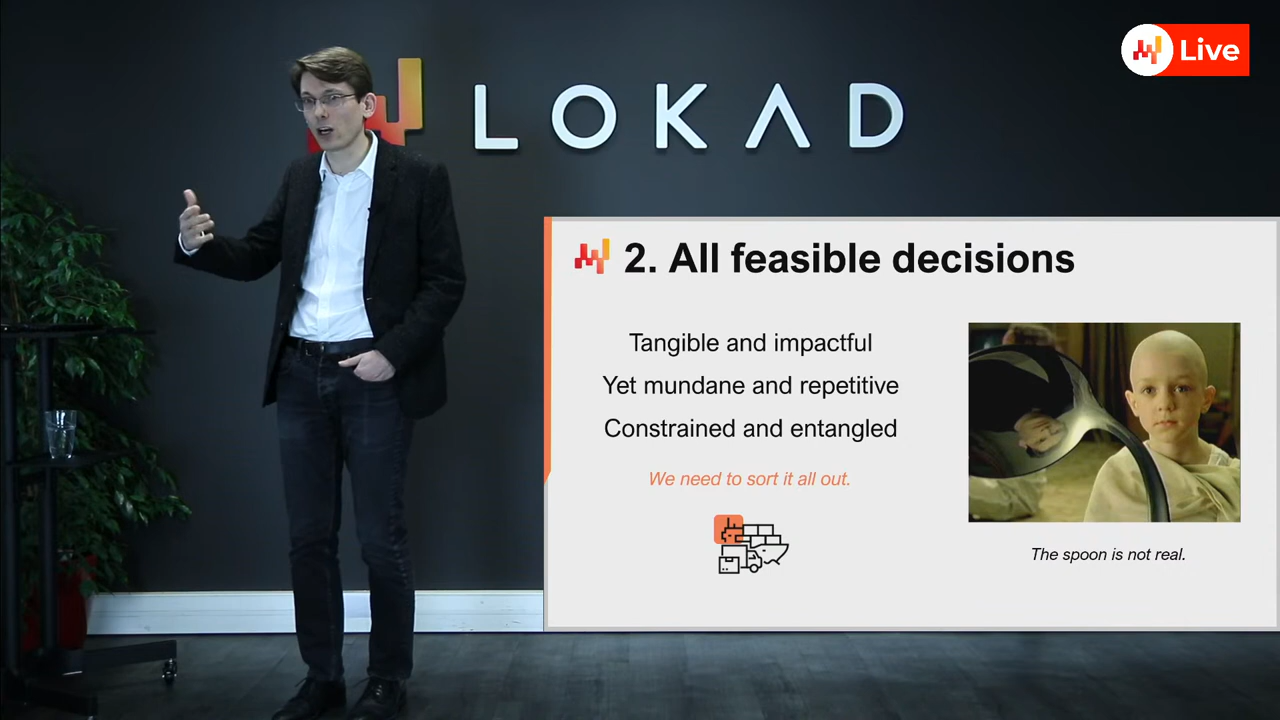 Live
LOKAD
2. All feasible decisions
Tangible and impactful
Yet mundane and repetitive
Constrained and entangled
We need to sort it all out.
The spoon is not real.